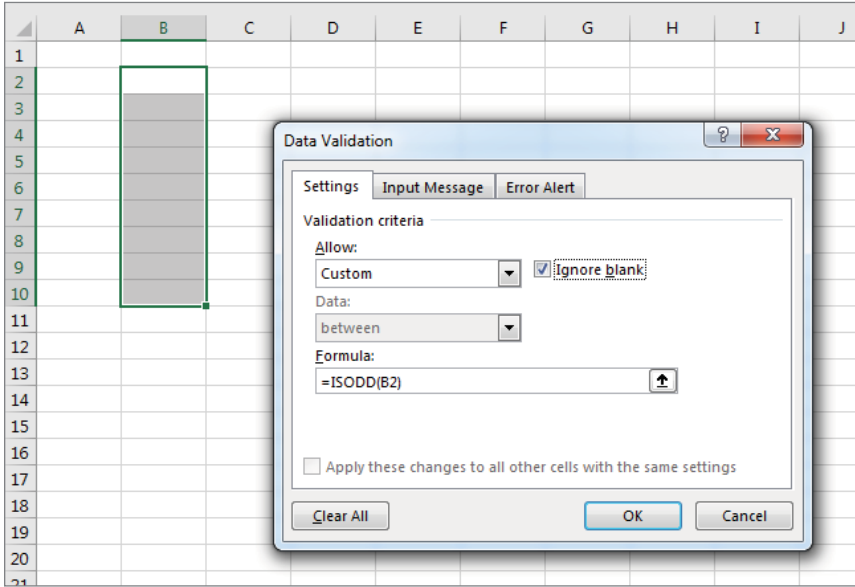 A B C D E F G H I J
1
2
3
4
5
6
7
8
9
10
11
12
13
14
15
16
17
18
19
20
21
Data Validation ? X
Settings Input Message Error Alert
Validation criteria
Allow:
Custom Ignore blank
Data:
between
Formula:
=ISODD(B2)
Apply these changes to all other cells with the same settings
Clear All OK Cancel